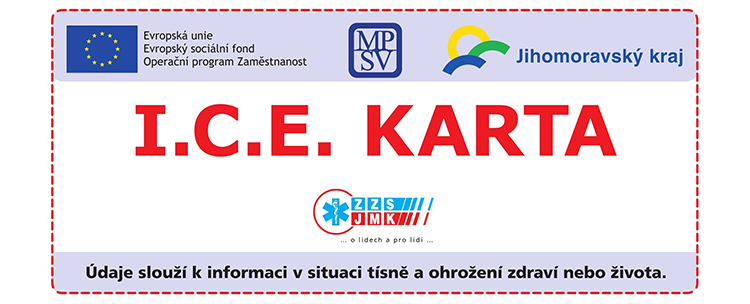 Evropská unie
Evropský sociální fond
Operační program Zaměstnanost
MP
SV
Jihomoravský kraj
I.C.E. KARTA
ZZS
JMK
... o lidech a pro lidi ...
Údaje slouží k informaci v situaci tísně a ohrožení zdraví nebo života.